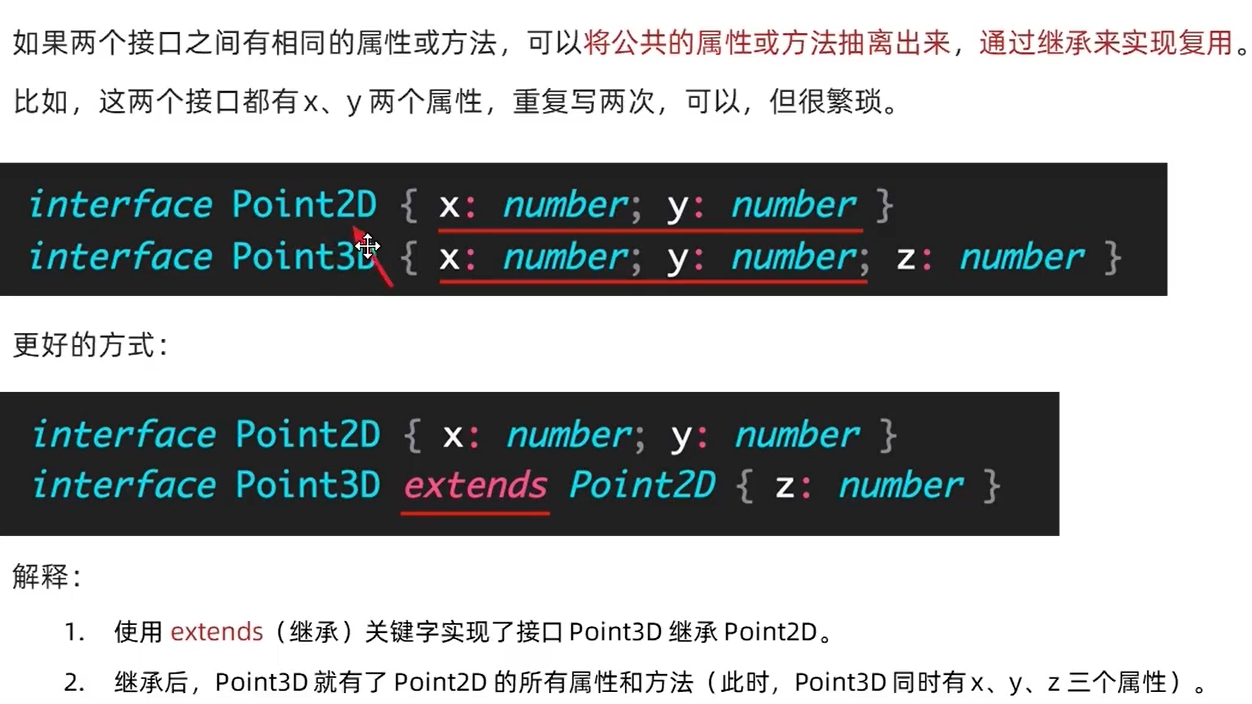 如果两个接口之间有相同的属性或方法，可以将公共的属性或方法抽离出来，通过继承来实现复用。
比如，这两个接口都有 x、y 两个属性，重复写两次，可以，但很繁琐。
interface Point2D { x: number; y: number }
interface Point3D { x: number; y: number; z: number }
更好的方式：
interface Point2D { x: number; y: number }
interface Point3D extends Point2D { z: number }
解释：
1. 使用 extends（继承）关键字实现了接口 Point3D 继承 Point2D。
2. 继承后，Point3D 就有了 Point2D 的所有属性和方法（此时，Point3D 同时有 x、y、z 三个属性）。